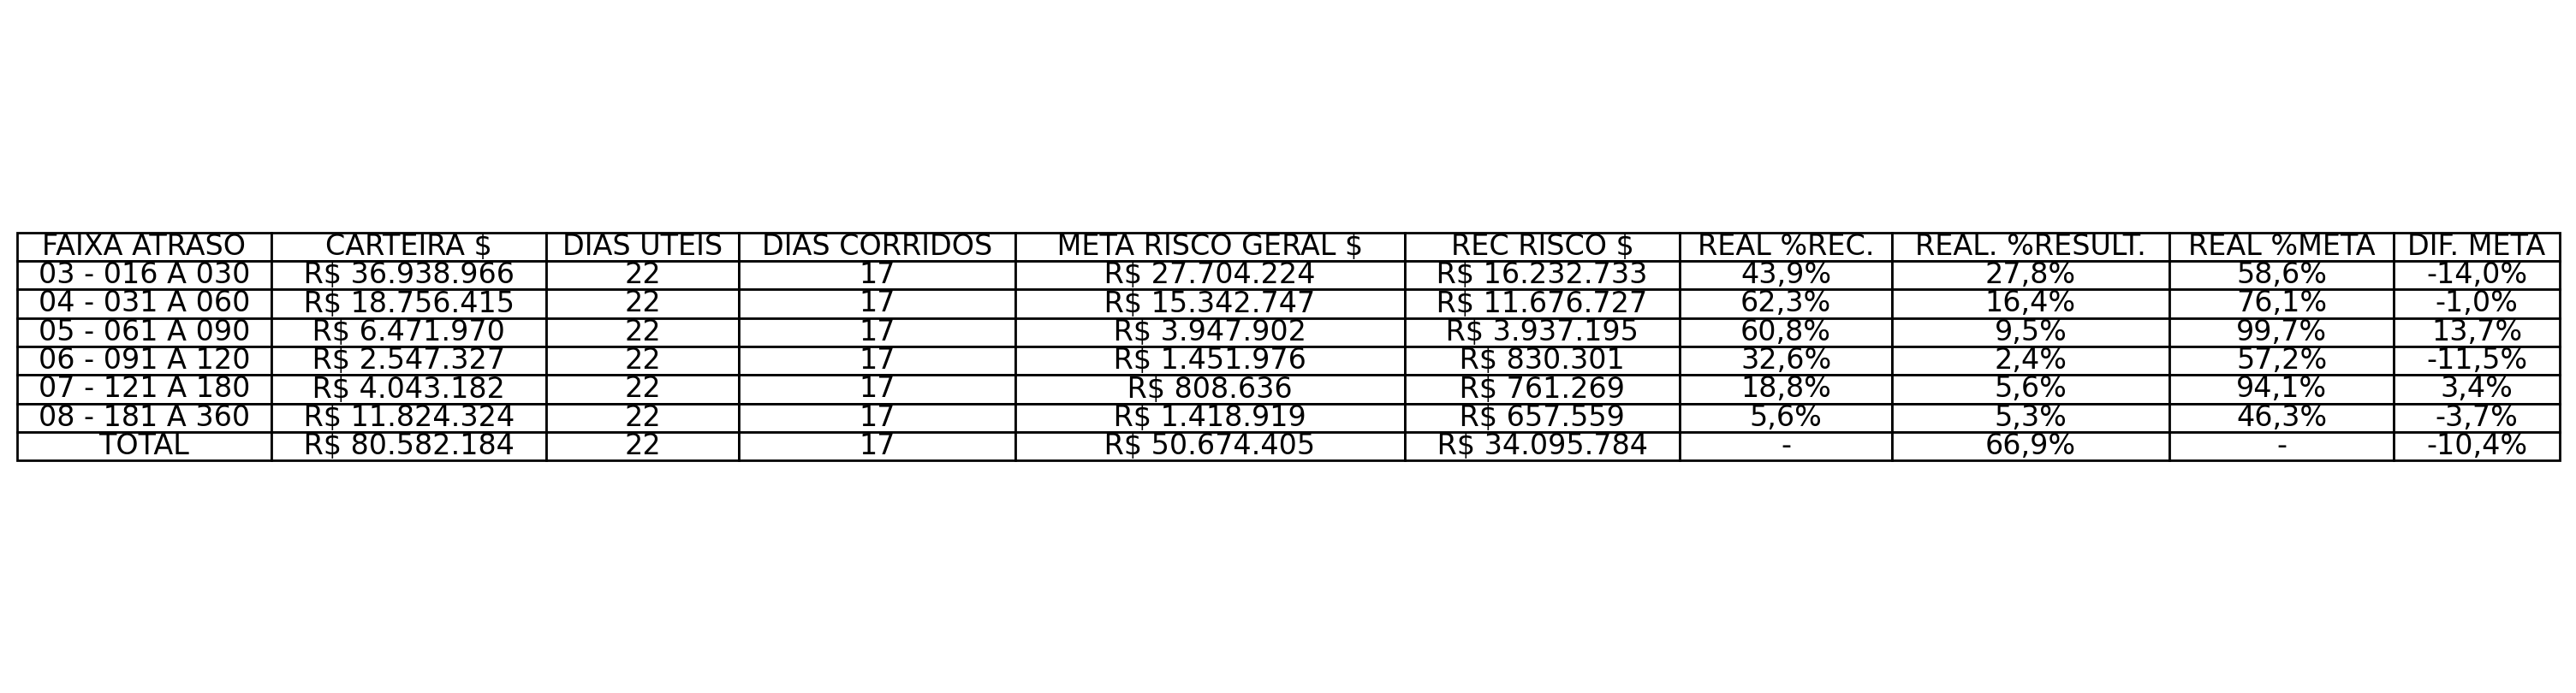 FAIXA ATRASO CARTEIRA $ DIAS UTEIS DIAS CORRIDOS META RISCO GERAL $ REC RISCO $ REAL %REC. REAL. %RESULT. REAL %META DIF. META
03 - 016 A 030 R$ 36.938.966 22 17 R$ 27.704.224 R$ 16.232.733 43,9% 27,8% 58,6% -14,0%
04 - 031 A 060 R$ 18.756.415 22 17 R$ 15.342.747 R$ 11.676.727 62,3% 16,4% 76,1% -1,0%
05 - 061 A 090 R$ 6.471.970 22 17 R$ 3.947.902 R$ 3.937.195 60,8% 9,5% 99,7% 13,7%
06 - 091 A 120 R$ 2.547.327 22 17 R$ 1.451.976 R$ 830.301 32,6% 2,4% 57,2% -11,5%
07 - 121 A 180 R$ 4.043.182 22 17 R$ 808.636 R$ 761.269 18,8% 5,6% 94,1% 3,4%
08 - 181 A 360 R$ 11.824.324 22 17 R$ 1.418.919 R$ 657.559 5,6% 5,3% 46,3% -3,7%
TOTAL R$ 80.582.184 22 17 R$ 50.674.405 R$ 34.095.784 - 66,9% - -10,4%